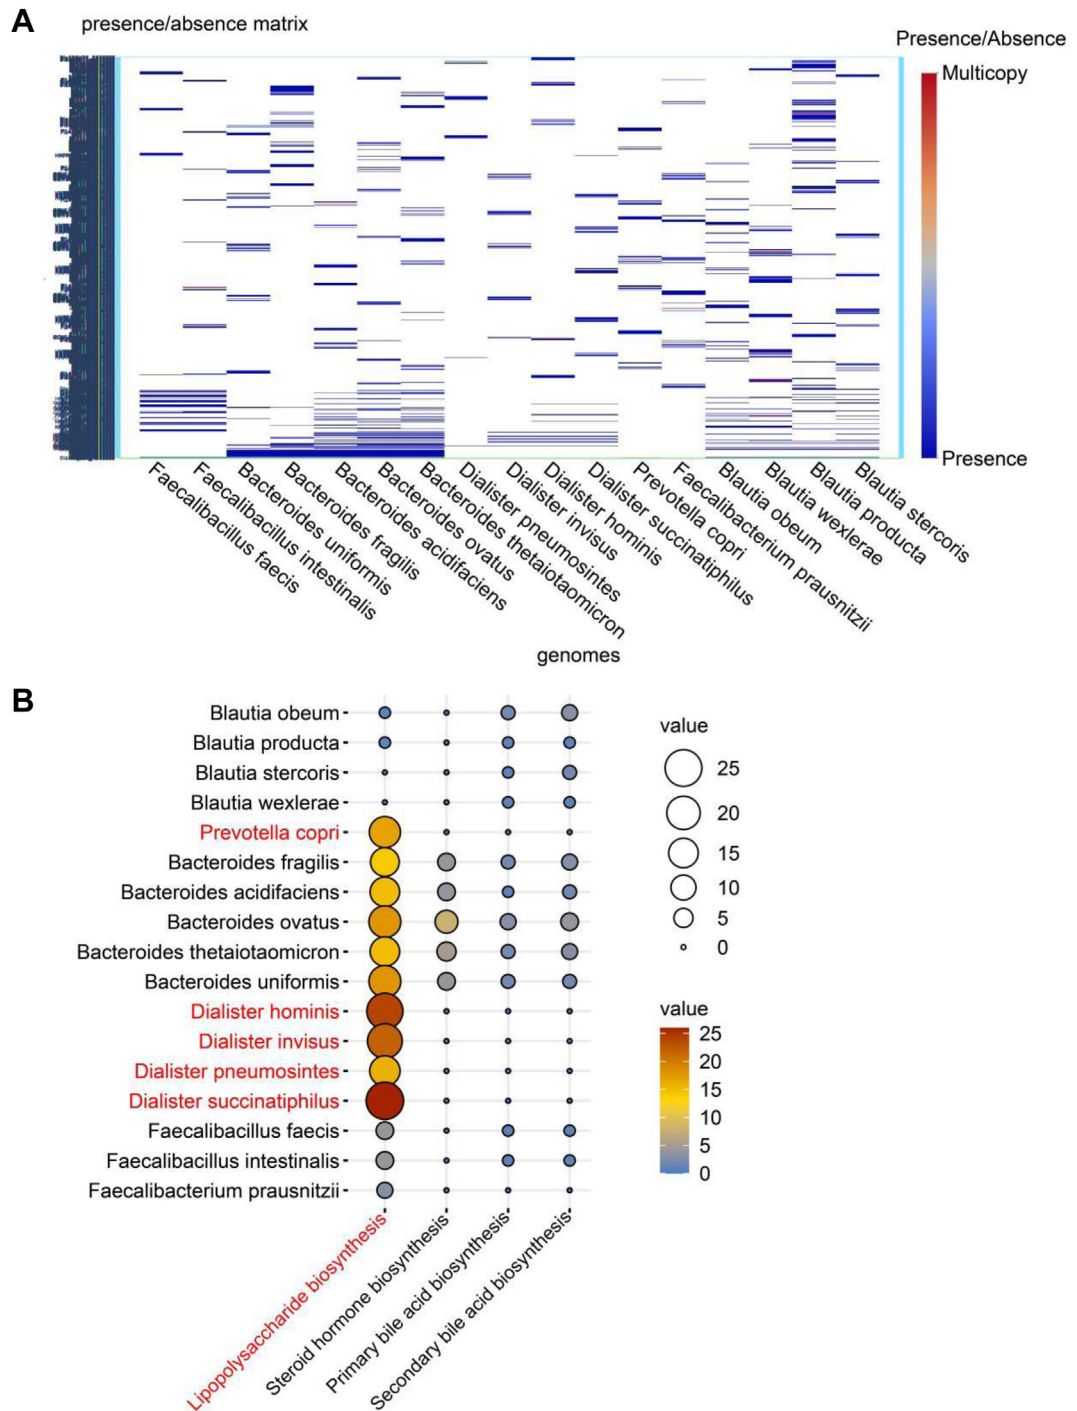 A
presence/absence matrix
Presence/Absence
Multicopy
Presence
Faecalibacillus faecis
Faecalibacillus intestinalis
Bacteroides uniformis
Bacteroides fragilis
Bacteroides acidifaciens
Bacteroides ovatus
Bacteroides thetaiotaomicron
Dialister pneumosintes
Dialister invisus
Dialister hominis
Dialister succinatiphilus
Prevotella copri
Faecalibacterium prausnitzii
Blautia obeum
Blautia wexlerae
Blautia producta
Blautia stercoris
genomes
B
Blautia obeum
Blautia producta
Blautia stercoris
Blautia wexlerae
Prevotella copri
Bacteroides fragilis
Bacteroides acidifaciens
Bacteroides ovatus
Bacteroides thetaiotaomicron
Bacteroides uniformis
Dialister hominis
Dialister invisus
Dialister pneumosintes
Dialister succinatiphilus
Faecalibacillus faecis
Faecalibacillus intestinalis
Faecalibacterium prausnitzii
Lipopolysaccharide biosynthesis
Steroid hormone biosynthesis
Primary bile acid biosynthesis
Secondary bile acid biosynthesis
value
25
20
15
10
5
0
value
25
20
15
10
5
0